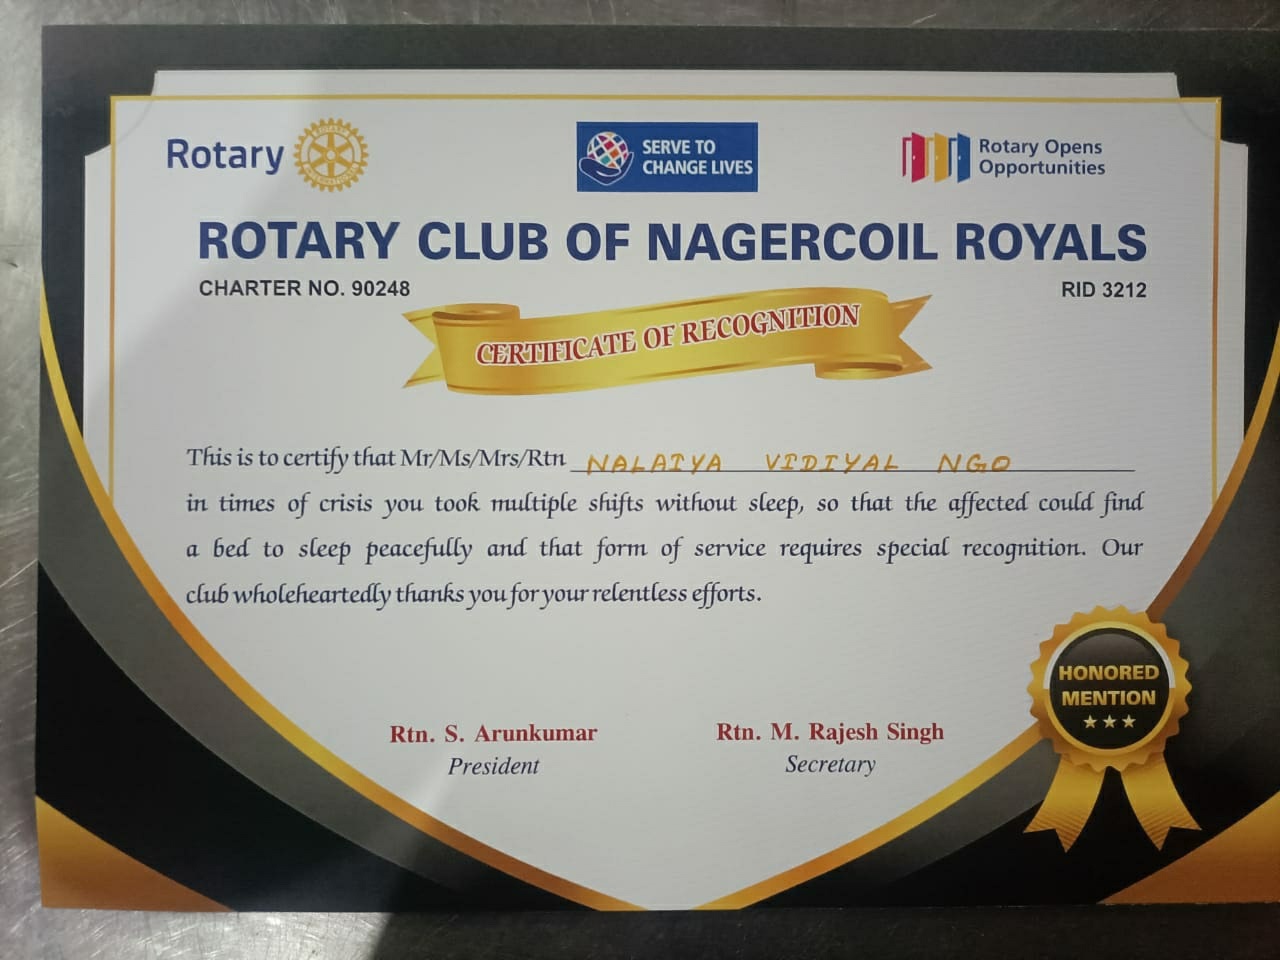 Rotary
ROTARY INTERNATIONAL
SERVE TO
CHANGE LIVES
Rotary Opens
Opportunities
ROTARY CLUB OF NAGERCOIL ROYALS
CHARTER NO. 90248
RID 3212
CERTIFICATE OF RECOGNITION
This is to certify that Mr/Ms/Mrs/Rtn NALAIYA VIDIYAL NGO
in times of crisis you took multiple shifts without sleep, so that the affected could find
a bed to sleep peacefully and that form of service requires special recognition. Our
club wholeheartedly thanks you for your relentless efforts.
HONORED
MENTION
Rtn. S. Arunkumar
President
Rtn. M. Rajesh Singh
Secretary